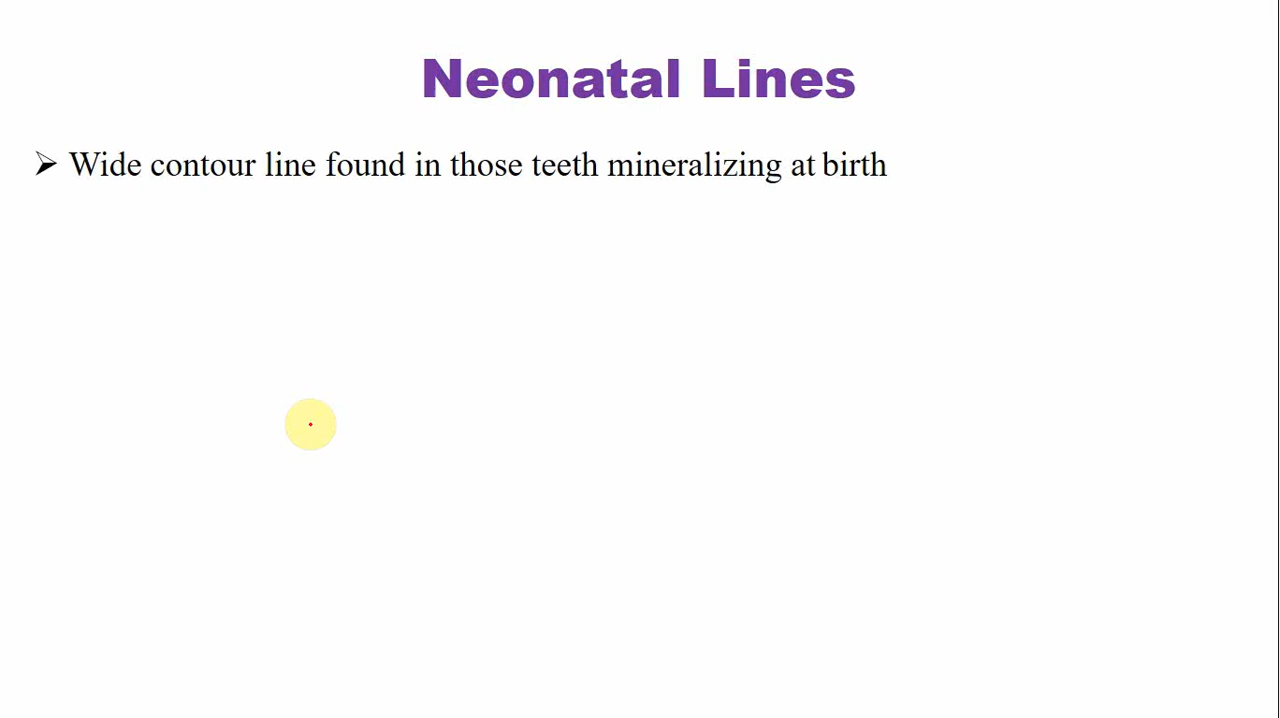 Neonatal Lines
➢ Wide contour line found in those teeth mineralizing at birth